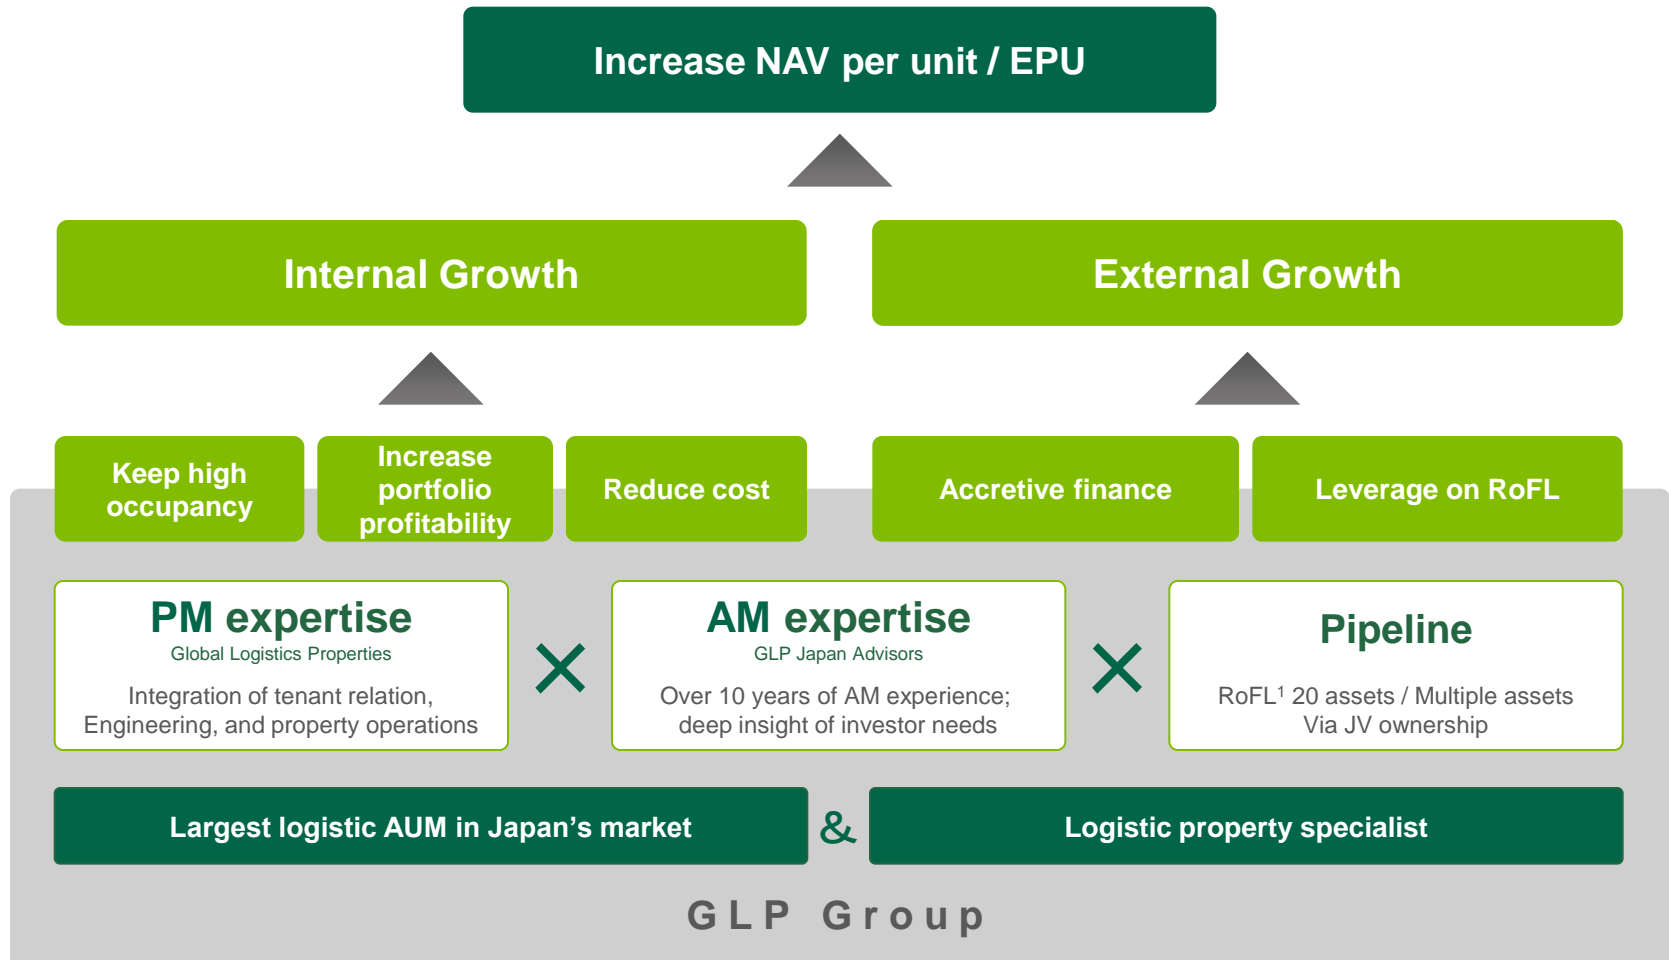 Increase NAV per unit / EPU
Internal Growth
External Growth
Keep high
occupancy
Increase
portfolio
profitability
Reduce cost
Accretive finance
Leverage on RoFL
PM expertise
Global Logistics Properties
Integration of tenant relation,
Engineering, and property operations
×
AM expertise
GLP Japan Advisors
Over 10 years of AM experience;
deep insight of investor needs
×
Pipeline
RoFL¹ 20 assets / Multiple assets
Via JV ownership
Largest logistic AUM in Japan’s market
&
Logistic property specialist
GLP Group